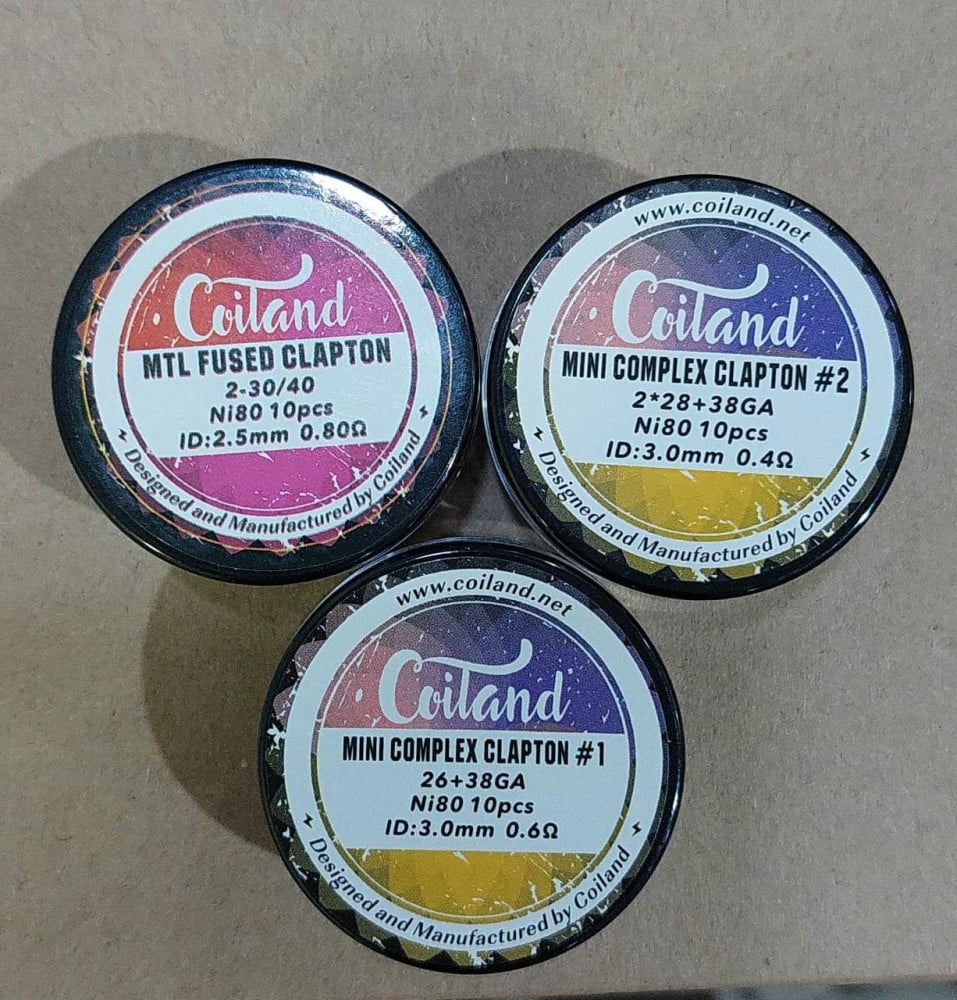 Coiland
MTL FUSED CLAPTON
2-30/40
Ni80 10pcs
ID:2.5mm 0.80Ω
Designed and Manufactured by Coiland
www.coiland.net
Coiland
MINI COMPLEX CLAPTON #2
2*28+38GA
Ni80 10pcs
ID:3.0mm 0.4Ω
Designed and Manufactured by Coiland
www.coiland.net
Coiland
MINI COMPLEX CLAPTON #1
26+38GA
Ni80 10pcs
ID:3.0mm 0.6Ω
Designed and Manufactured by Coiland